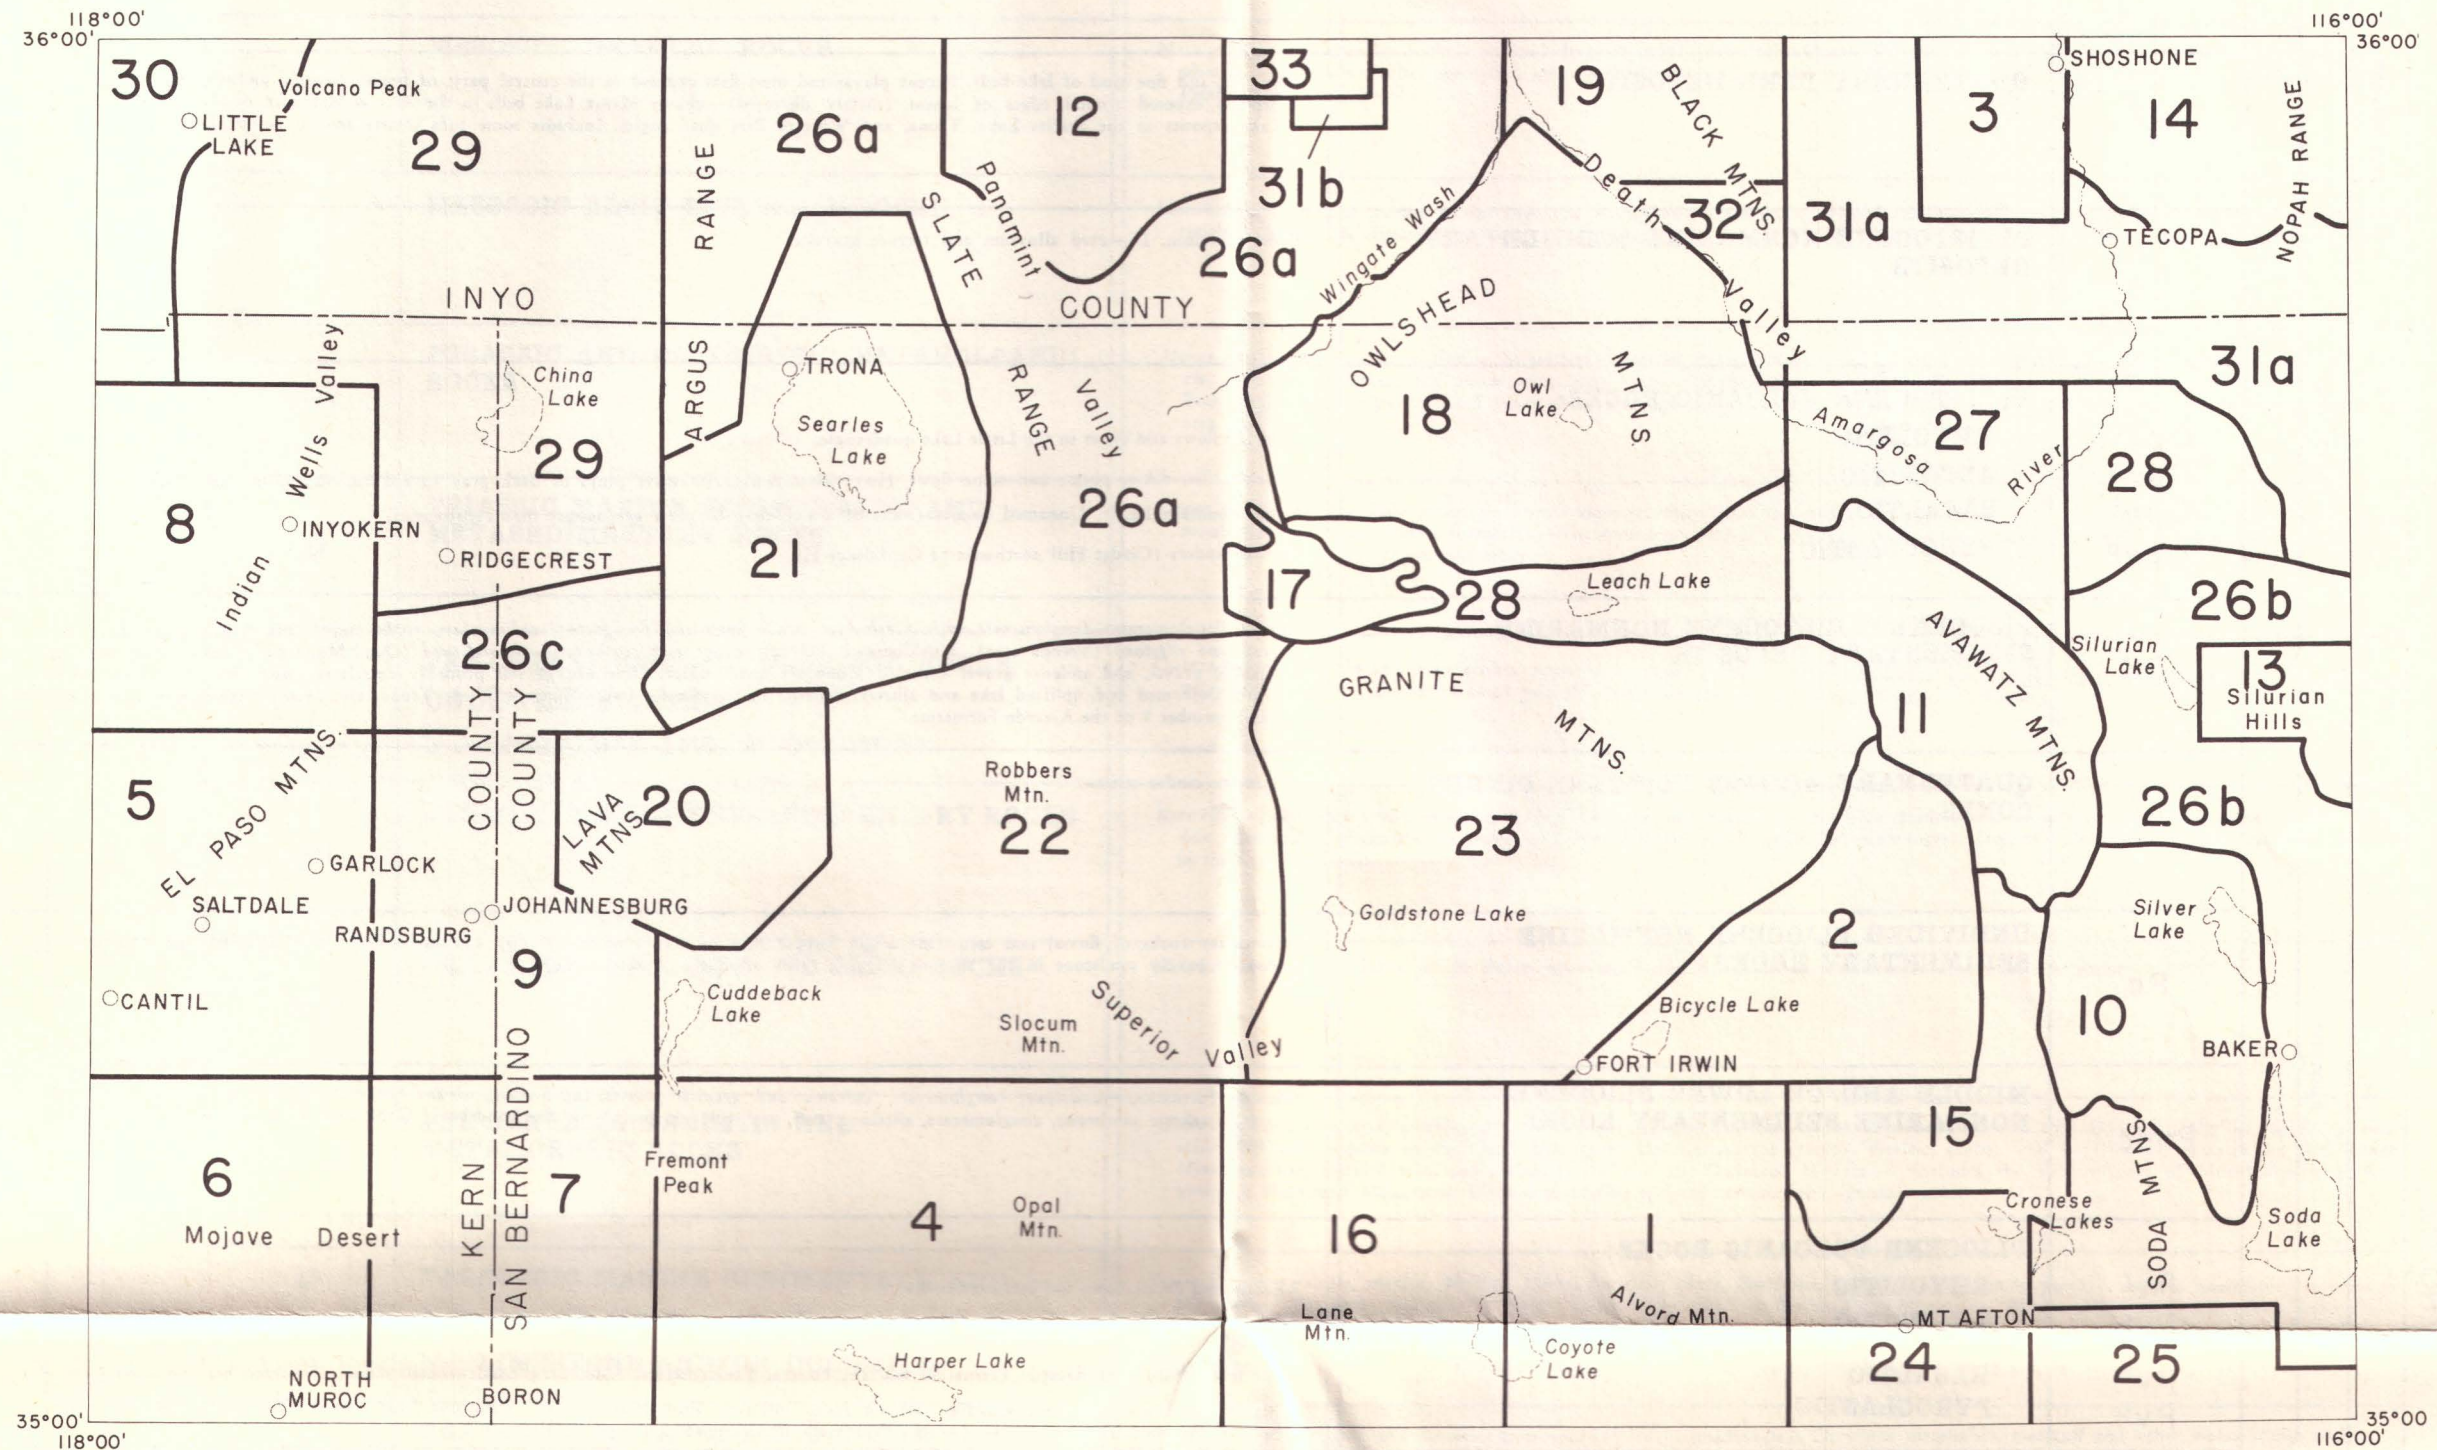 118°00'
116°00'
36°00'
36°00'
30
Volcano Peak
LITTLE
LAKE
29
26a
12
33
31b
26a
19
BLACK MTNS.
3
SHOSHONE
14
NOPAH RANGE
TECOPA
32
31a
Death Valley
Wingate Wash
Panamint Valley
SLATE RANGE
ARGUS RANGE
INYO COUNTY
OWLSHEAD MTNS.
31a
TRONA
Searles
Lake
China
Lake
29
Indian Wells Valley
8
INYOKERN
RIDGECREST
21
26a
18
Owl
Lake
Amargosa River
27
28
17
28
Leach Lake
26b
26c
GRANITE MTNS.
AVAWATZ MTNS.
Silurian
Lake
13
Silurian
Hills
11
5
EL PASO MTNS.
GARLOCK
SALTDALE
RANDSBURG
JOHANNESBURG
LAVA
MTNS.
20
Robbers
Mtn.
22
23
26b
Goldstone Lake
2
Silver
Lake
CANTIL
9
Cuddeback
Lake
Slocum
Mtn.
Superior Valley
Bicycle Lake
FORT IRWIN
10
BAKER
KERN COUNTY
SAN BERNARDINO COUNTY
6
Mojave Desert
7
Fremont
Peak
4
Opal
Mtn.
16
1
15
Cronese
Lakes
SODA MTNS.
Soda
Lake
Lane
Mtn.
Alvord Mtn.
Coyote
Lake
MT AFTON
24
25
NORTH
MUROC
BORON
Harper Lake
35°00'
35°00
118°00'
116°00'